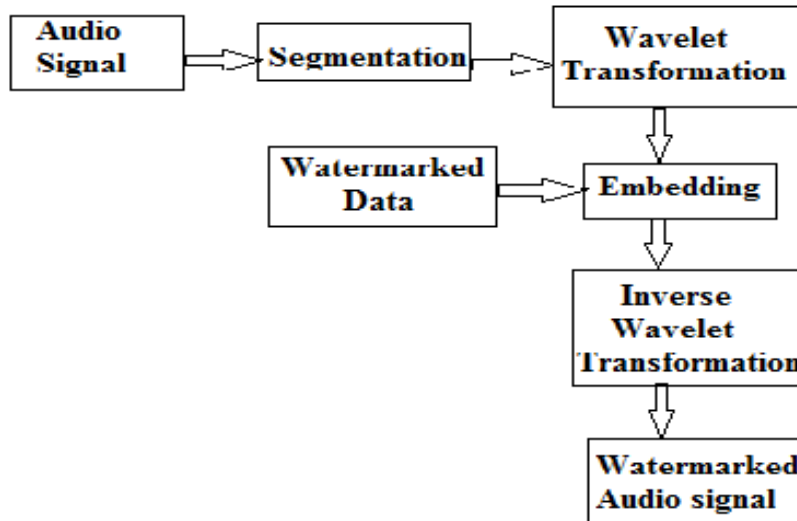 Audio
Signal
Segmentation
Wavelet
Transformation
Watermarked
Data
Embedding
Inverse
Wavelet
Transformation
Watermarked
Audio signal